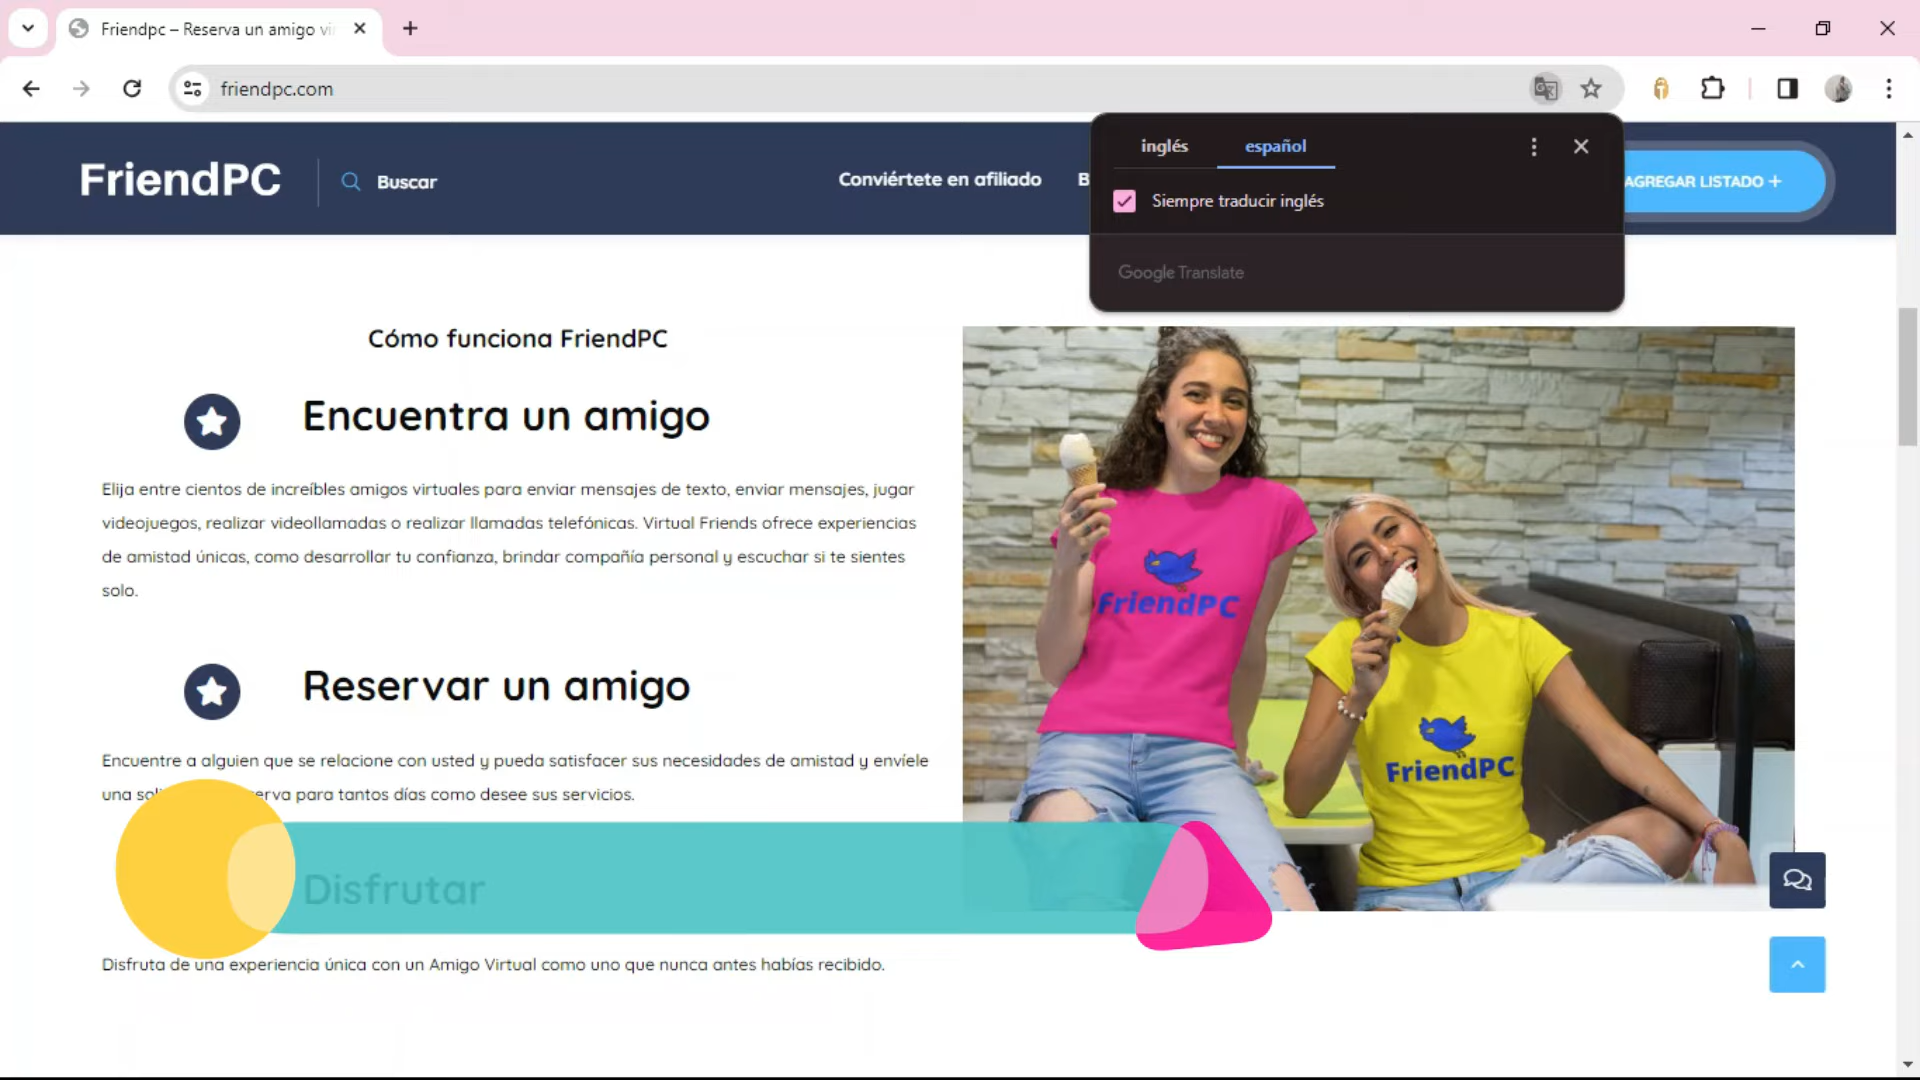 Friendpc – Reserva un amigo vi
friendpc.com
FriendPC
Buscar
Conviértete en afiliado
B
AGREGAR LISTADO +
inglés
español
Siempre traducir inglés
Google Translate
Cómo funciona FriendPC
Encuentra un amigo
Elija entre cientos de increíbles amigos virtuales para enviar mensajes de texto, enviar mensajes, jugar
videojuegos, realizar videollamadas o realizar llamadas telefónicas. Virtual Friends ofrece experiencias
de amistad únicas, como desarrollar tu confianza, brindar compañía personal y escuchar si te sientes
solo.
FriendPC
FriendPC
Reservar un amigo
Encuentre a alguien que se relacione con usted y pueda satisfacer sus necesidades de amistad y envíele
una erva para tantos días como desee sus servicios.
Disfrutar
Disfruta de una experiencia única con un Amigo Virtual como uno que nunca antes habías recibido.